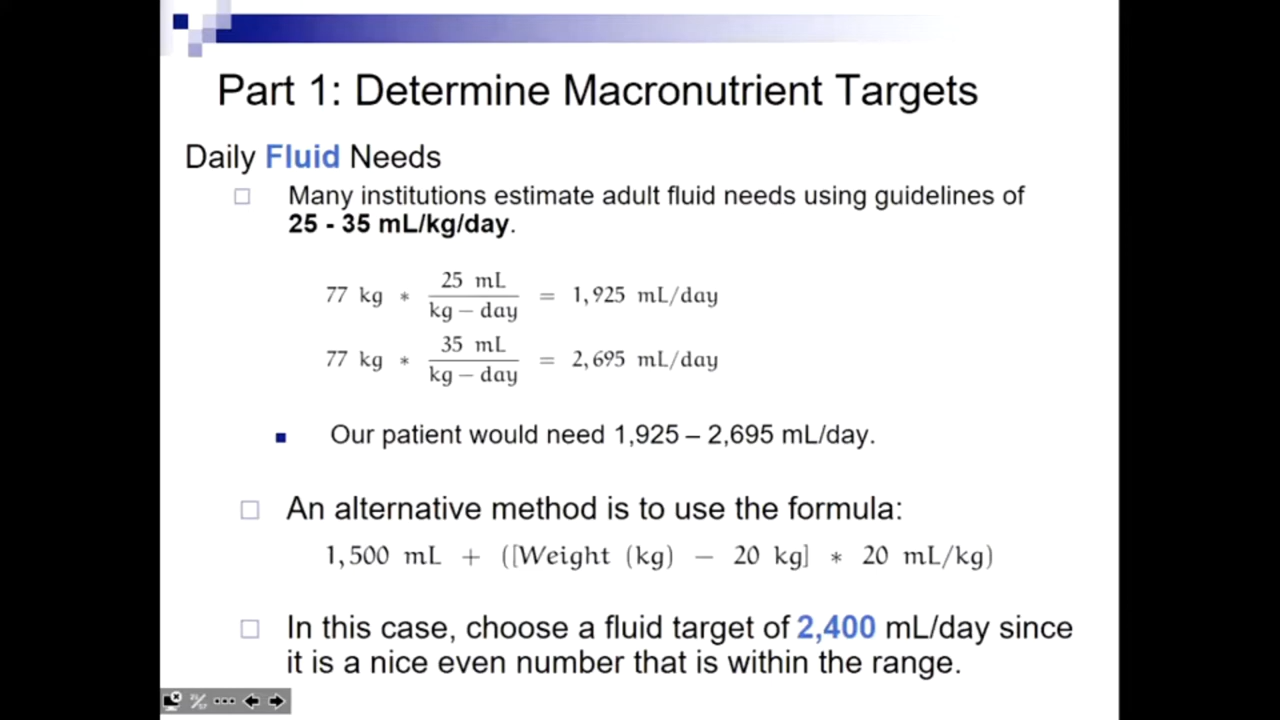 Part 1: Determine Macronutrient Targets
Daily Fluid Needs
Many institutions estimate adult fluid needs using guidelines of
25 - 35 mL/kg/day.
77 kg * 25 mL / kg – day = 1,925 mL/day
77 kg * 35 mL / kg – day = 2,695 mL/day
Our patient would need 1,925 – 2,695 mL/day.
An alternative method is to use the formula:
1,500 mL + ([Weight (kg) – 20 kg] * 20 mL/kg)
In this case, choose a fluid target of 2,400 mL/day since
it is a nice even number that is within the range.